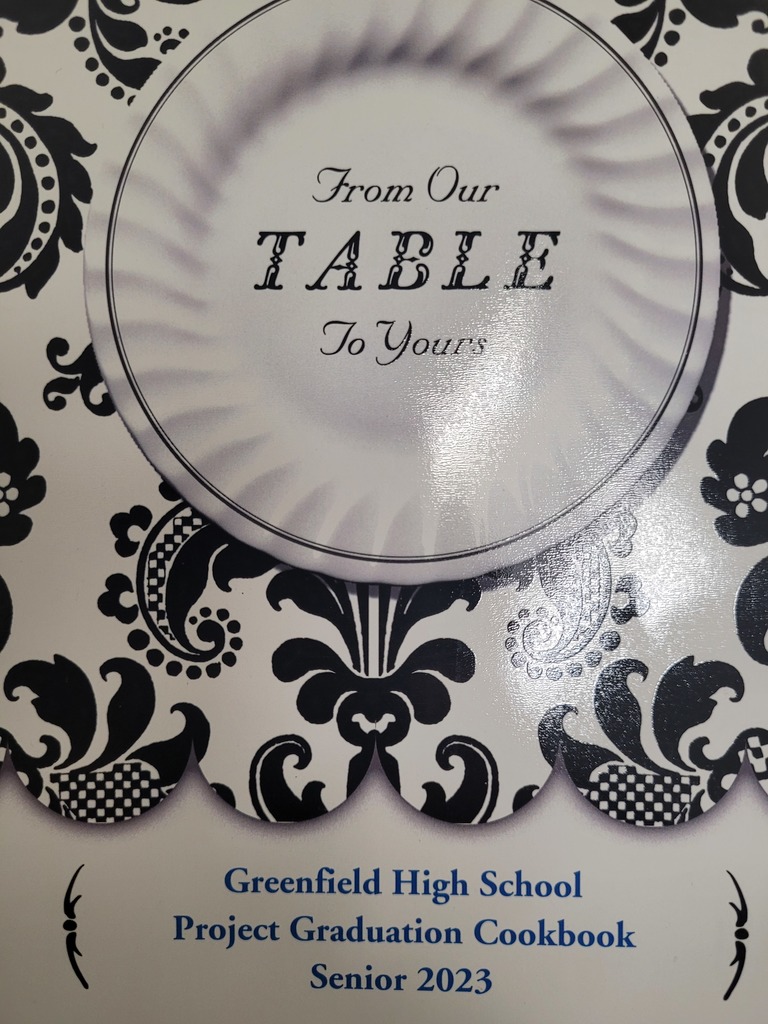 From Our
TABLE
To Yours
Greenfield High School
Project Graduation Cookbook
Senior 2023